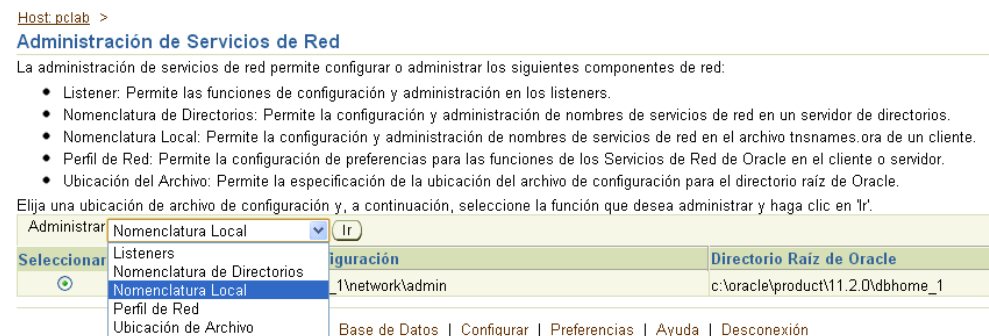 Host: pclab >
Administración de Servicios de Red
La administración de servicios de red permite configurar o administrar los siguientes componentes de red:
Listener: Permite las funciones de configuración y administración en los listeners.
Nomenclatura de Directorios: Permite la configuración y administración de nombres de servicios de red en un servidor de directorios.
Nomenclatura Local: Permite la configuración y administración de nombres de servicios de red en el archivo tnsnames.ora de un cliente.
Perfil de Red: Permite la configuración de preferencias para las funciones de los Servicios de Red de Oracle en el cliente o servidor.
Ubicación del Archivo: Permite la especificación de la ubicación del archivo de configuración para el directorio raíz de Oracle.
Elija una ubicación de archivo de configuración y, a continuación, seleccione la función que desea administrar y haga clic en 'Ir'.
Administrar Nomenclatura Local Ir
Seleccionar iguración Directorio Raíz de Oracle
_1\network\admin c:\oracle\product\11.2.0\dbhome_1
Listeners
Nomenclatura de Directorios
Nomenclatura Local
Perfil de Red
Ubicación de Archivo
Base de Datos | Configurar | Preferencias | Ayuda | Desconexión